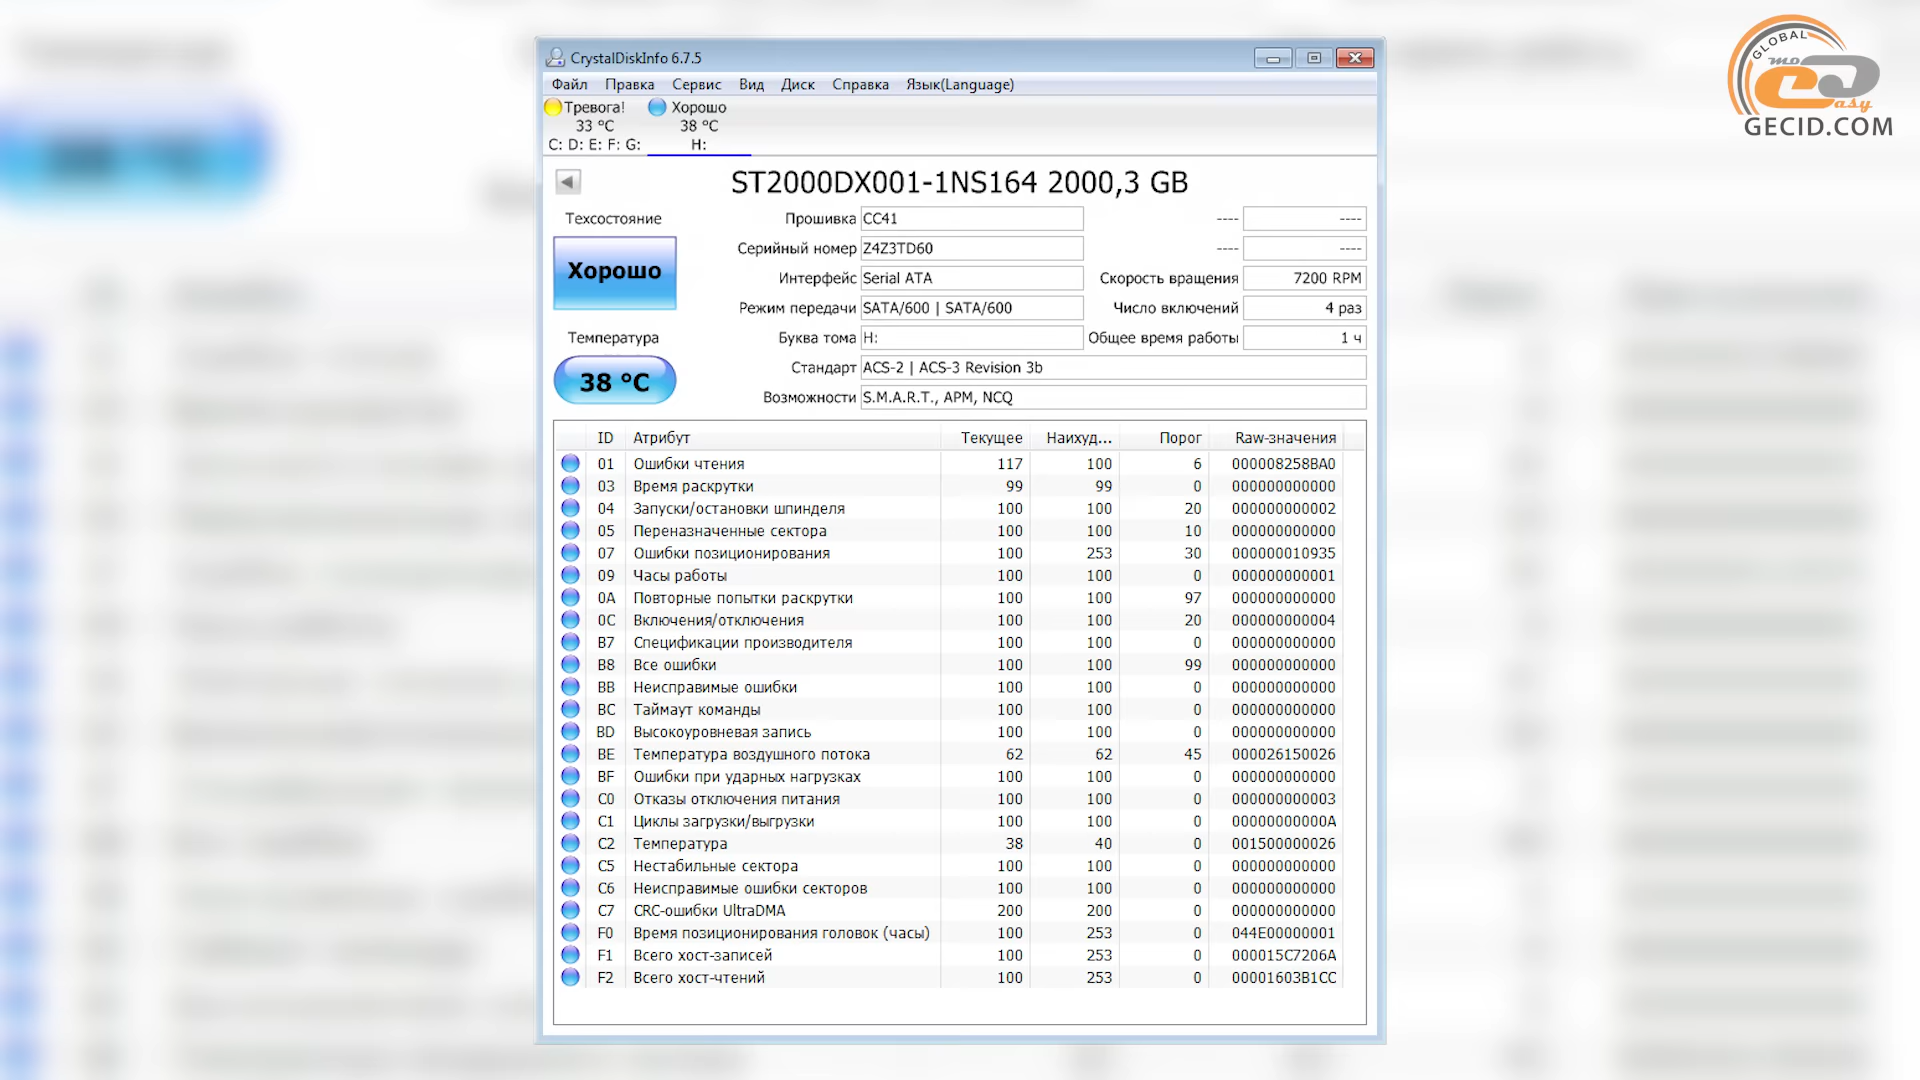 GLOBAL
mo
easy
GECID.COM
CrystalDiskInfo 6.7.5
Файл Правка Сервис Вид Диск Справка Язык(Language)
Тревога! Хорошо
33 °C 38 °C
C: D: E: F: G: H:
ST2000DX001-1NS164 2000,3 GB
Техсостояние
Хорошо
Температура
38 °C
Прошивка CC41 ---- ----
Серийный номер Z4Z3TD60 ---- ----
Интерфейс Serial ATA Скорость вращения 7200 RPM
Режим передачи SATA/600 | SATA/600 Число включений 4 раз
Буква тома H: Общее время работы 1 ч
Стандарт ACS-2 | ACS-3 Revision 3b
Возможности S.M.A.R.T., APM, NCQ
ID Атрибут Текущее Наихуд... Порог Raw-значения
01 Ошибки чтения 117 100 6 000008258BA0
03 Время раскрутки 99 99 0 000000000000
04 Запуски/остановки шпинделя 100 100 20 000000000002
05 Переназначенные сектора 100 100 10 000000000000
07 Ошибки позиционирования 100 253 30 000000010935
09 Часы работы 100 100 0 000000000001
0A Повторные попытки раскрутки 100 100 97 000000000000
0C Включения/отключения 100 100 20 000000000004
B7 Спецификации производителя 100 100 0 000000000000
B8 Все ошибки 100 100 99 000000000000
BB Неисправимые ошибки 100 100 0 000000000000
BC Таймаут команды 100 100 0 000000000000
BD Высокоуровневая запись 100 100 0 000000000000
BE Температура воздушного потока 62 62 45 000026150026
BF Ошибки при ударных нагрузках 100 100 0 000000000000
C0 Отказы отключения питания 100 100 0 000000000003
C1 Циклы загрузки/выгрузки 100 100 0 00000000000A
C2 Температура 38 40 0 001500000026
C5 Нестабильные сектора 100 100 0 000000000000
C6 Неисправимые ошибки секторов 100 100 0 000000000000
C7 CRC-ошибки UltraDMA 200 200 0 000000000000
F0 Время позиционирования головок (часы) 100 253 0 044E00000001
F1 Всего хост-записей 100 253 0 000015C7206A
F2 Всего хост-чтений 100 253 0 00001603B1CC